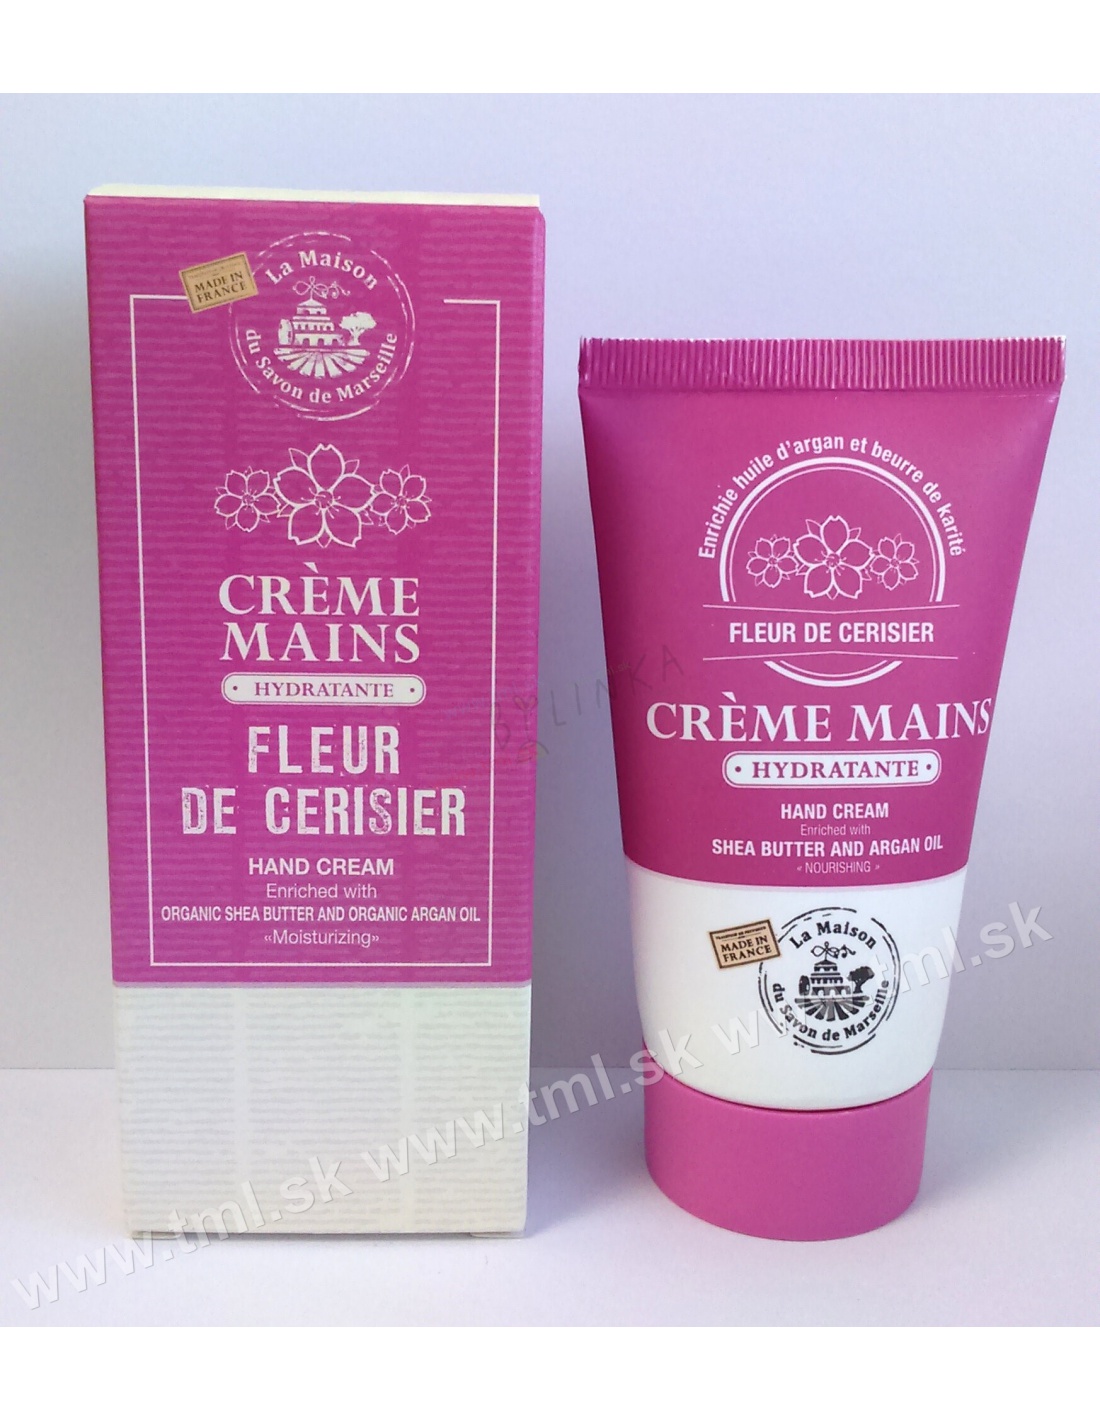 MADE IN
FRANCE
La Maison
du Savon de Marseille
CRÈME
MAINS
HYDRATANTE
FLEUR
DE CERISIER
HAND CREAM
Enriched with
ORGANIC SHEA BUTTER AND ORGANIC ARGAN OIL
«Moisturizing»
Enrichie huile d'argan et beurre de karité
FLEUR DE CERISIER
CRÈME MAINS
HYDRATANTE
HAND CREAM
Enriched with
SHEA BUTTER AND ARGAN OIL
« NOURISHING »
MADE IN
FRANCE
La Maison
du Savon de Marseille
www.tml.sk www.tml.sk www.tml.sk